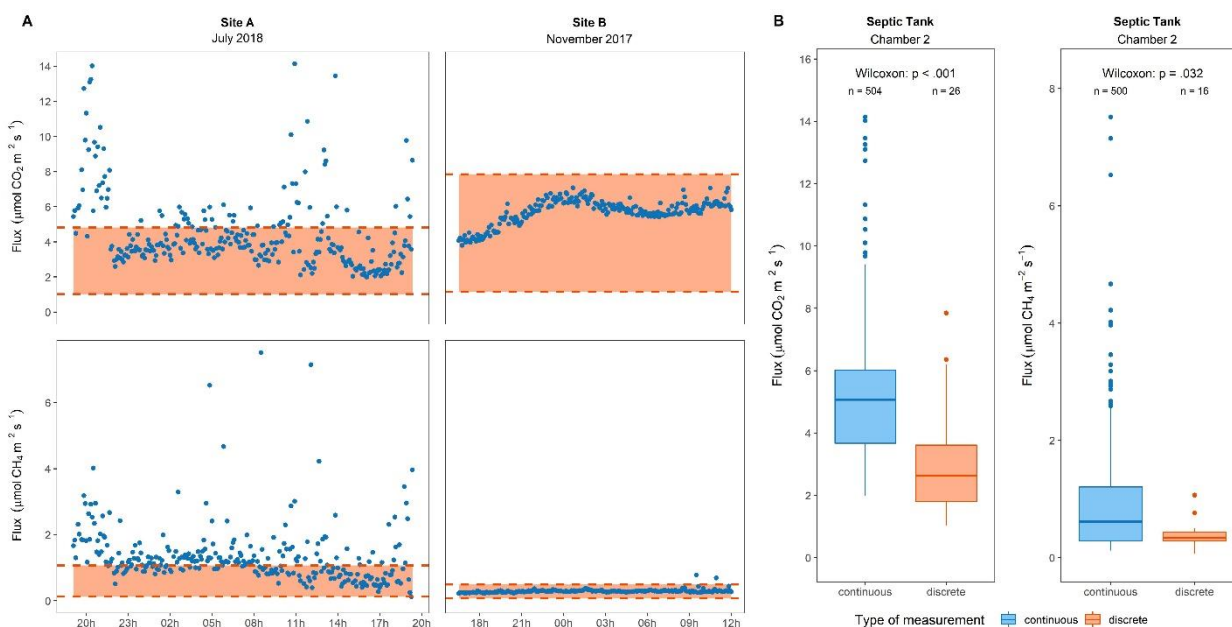 A
Site A
July 2018
Site B
November 2017
Flux (μmol CO₂ m⁻² s⁻¹)
14
12
10
8
6
4
2
0
Flux (μmol CH₄ m⁻² s⁻¹)
6
4
2
0
20h 23h 02h 05h 08h 11h 14h 17h 20h
18h 21h 00h 03h 06h 09h 12h
B
Septic Tank
Chamber 2
Wilcoxon: p < .001
n = 504 n = 26
Flux (μmol CO₂ m⁻² s⁻¹)
16
14
12
10
8
6
4
2
0
continuous discrete
Septic Tank
Chamber 2
Wilcoxon: p = .032
n = 500 n = 16
Flux (μmol CH₄ m⁻² s⁻¹)
8
6
4
2
0
continuous discrete
Type of measurement continuous discrete